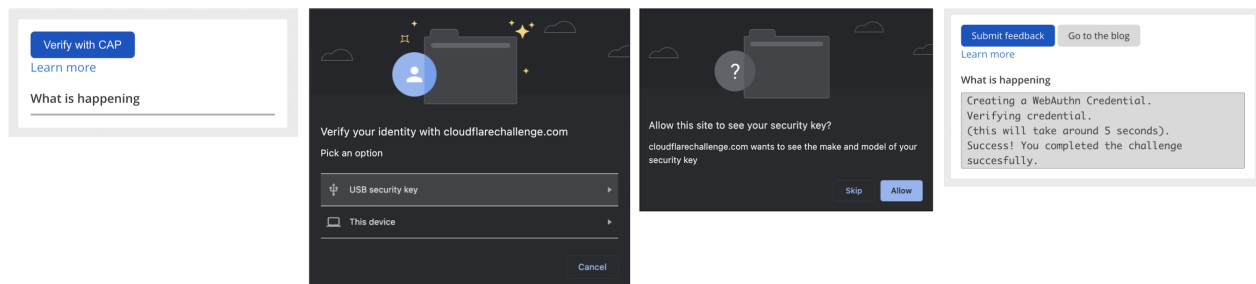 Verify with CAP
Learn more
What is happening
Verify your identity with cloudflarechallenge.com
Pick an option
USB security key
This device
Cancel
?
Allow this site to see your security key?
cloudflarechallenge.com wants to see the make and model of your
security key
Skip
Allow
Submit feedback
Go to the blog
Learn more
What is happening
Creating a WebAuthn Credential.
Verifying credential.
(this will take around 5 seconds).
Success! You completed the challenge
succesfully.